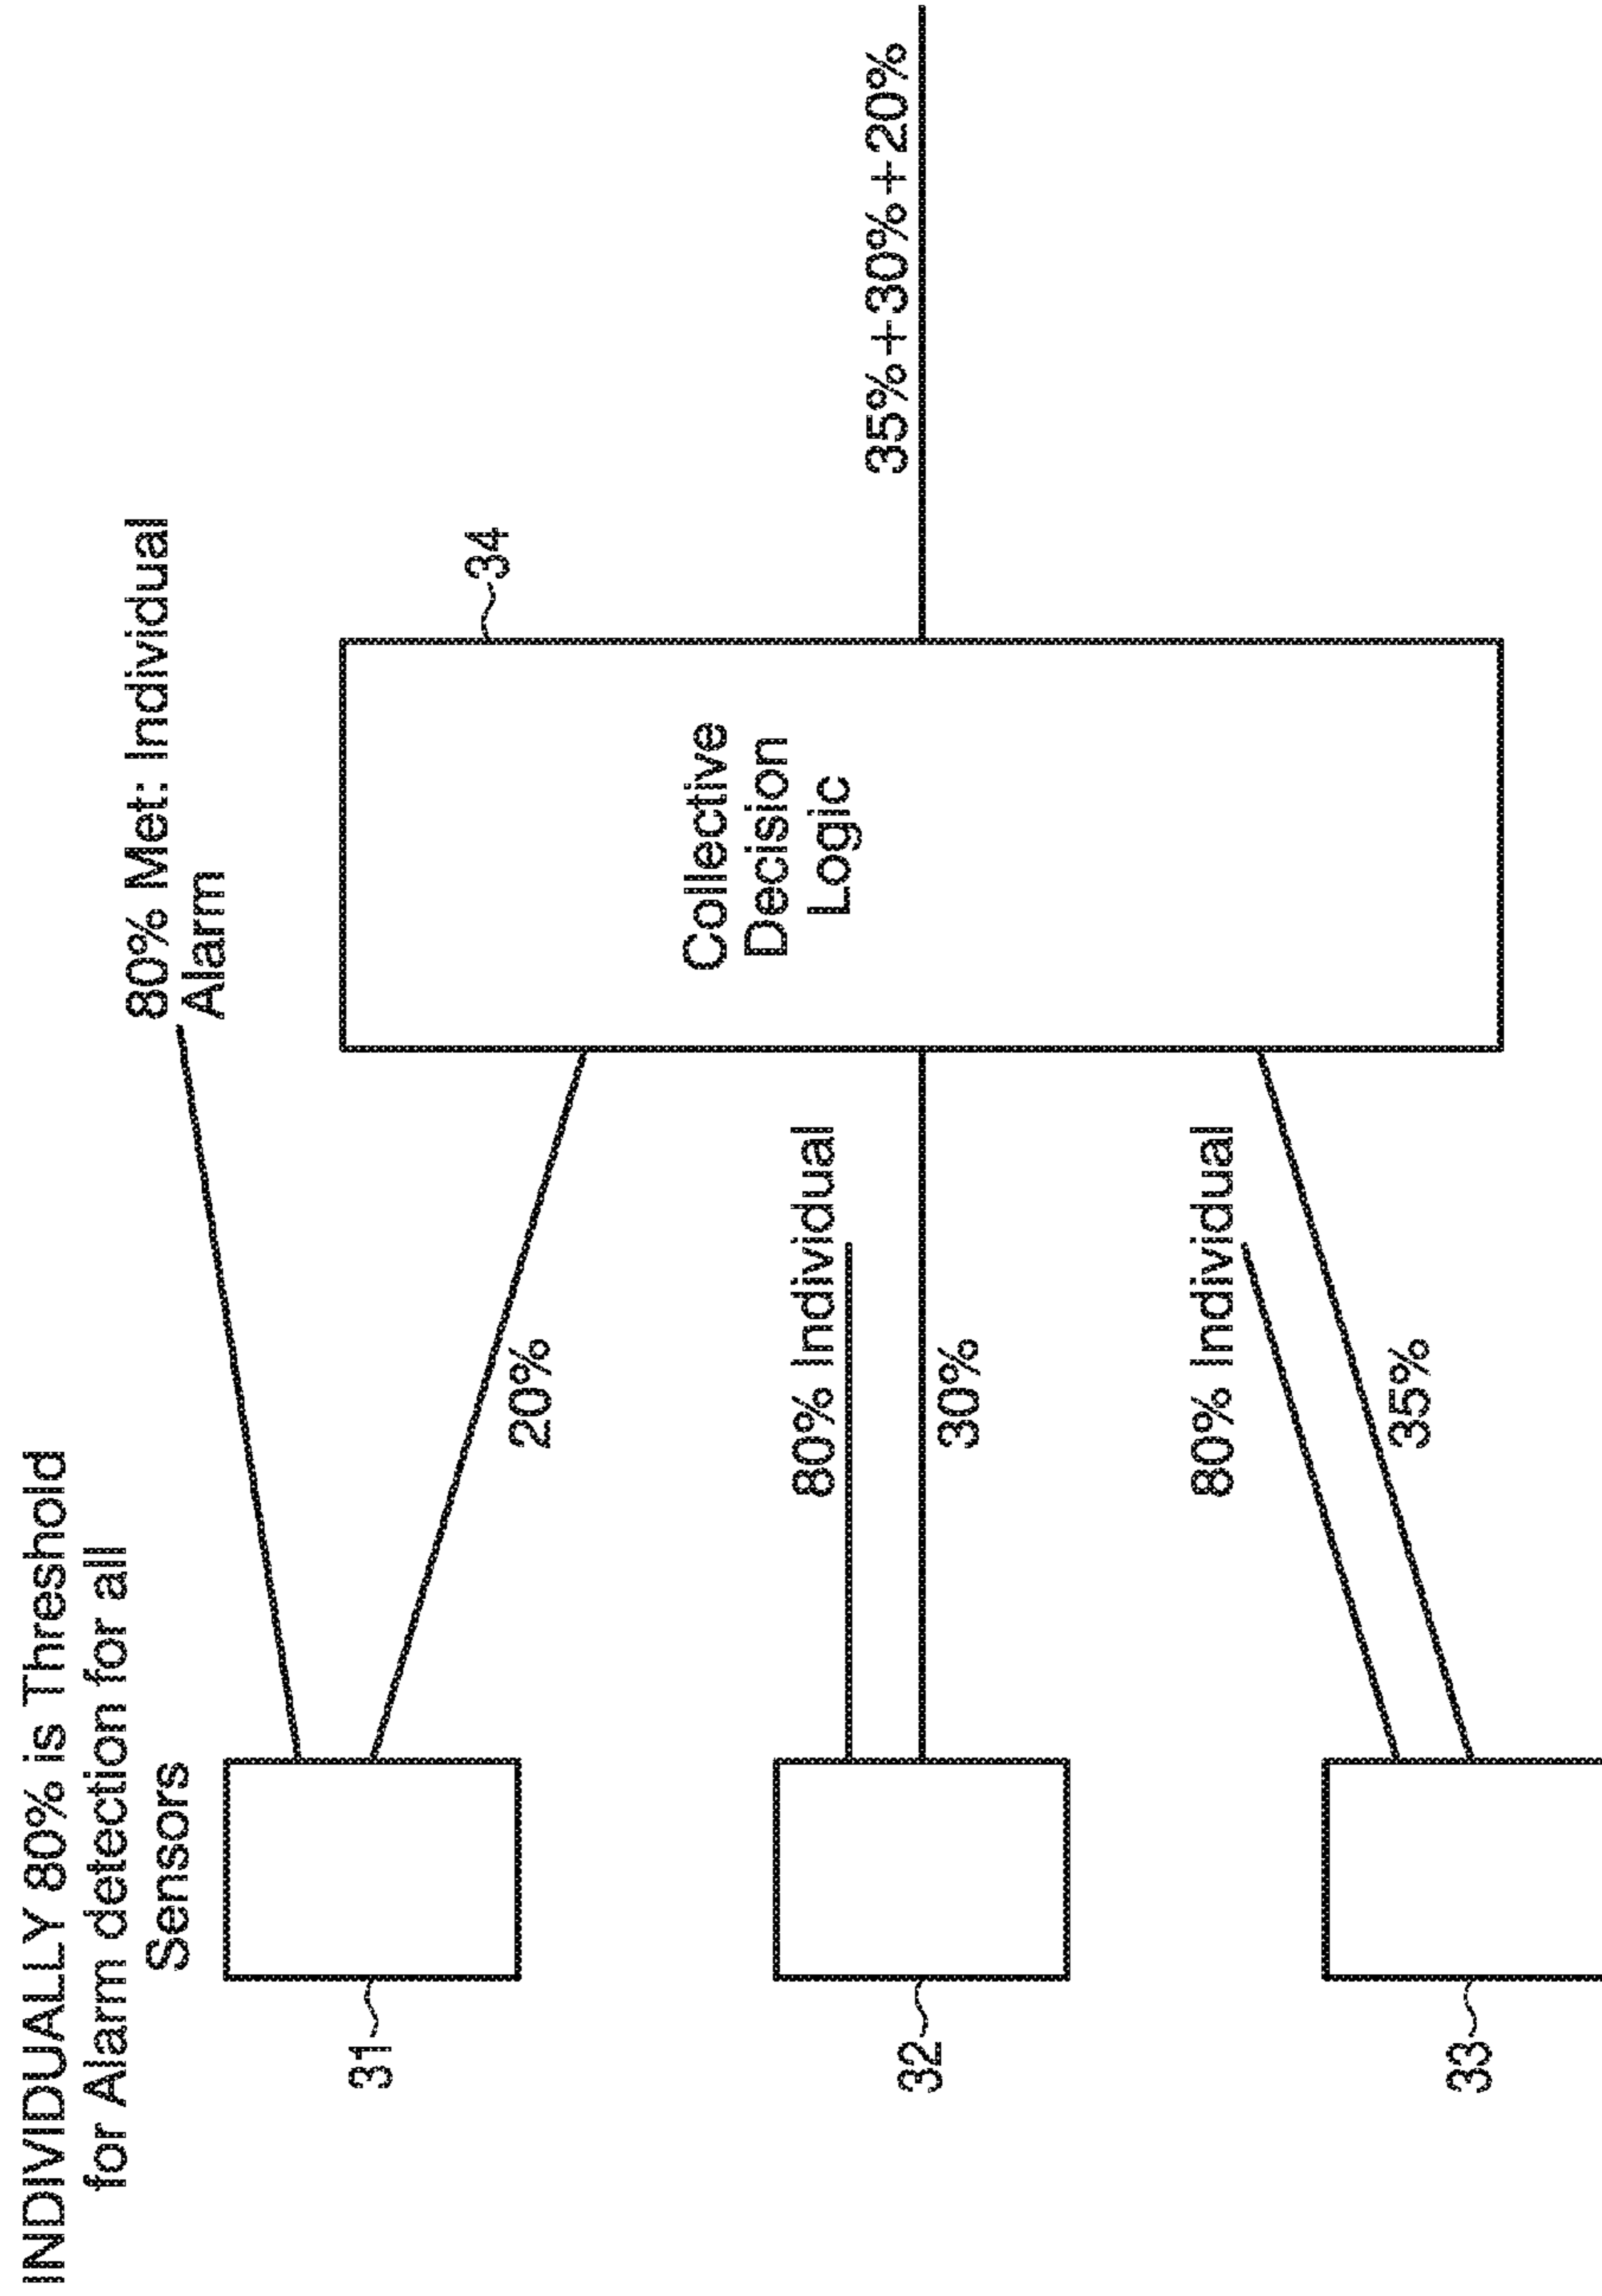 INDIVIDUALLY 80% is Threshold
for Alarm detection for all
Sensors
80% Met: Individual
Alarm
31
20%
34
Collective
Decision
Logic
35%+30%+20%
80% Individual
32
30%
80% Individual
33
35%